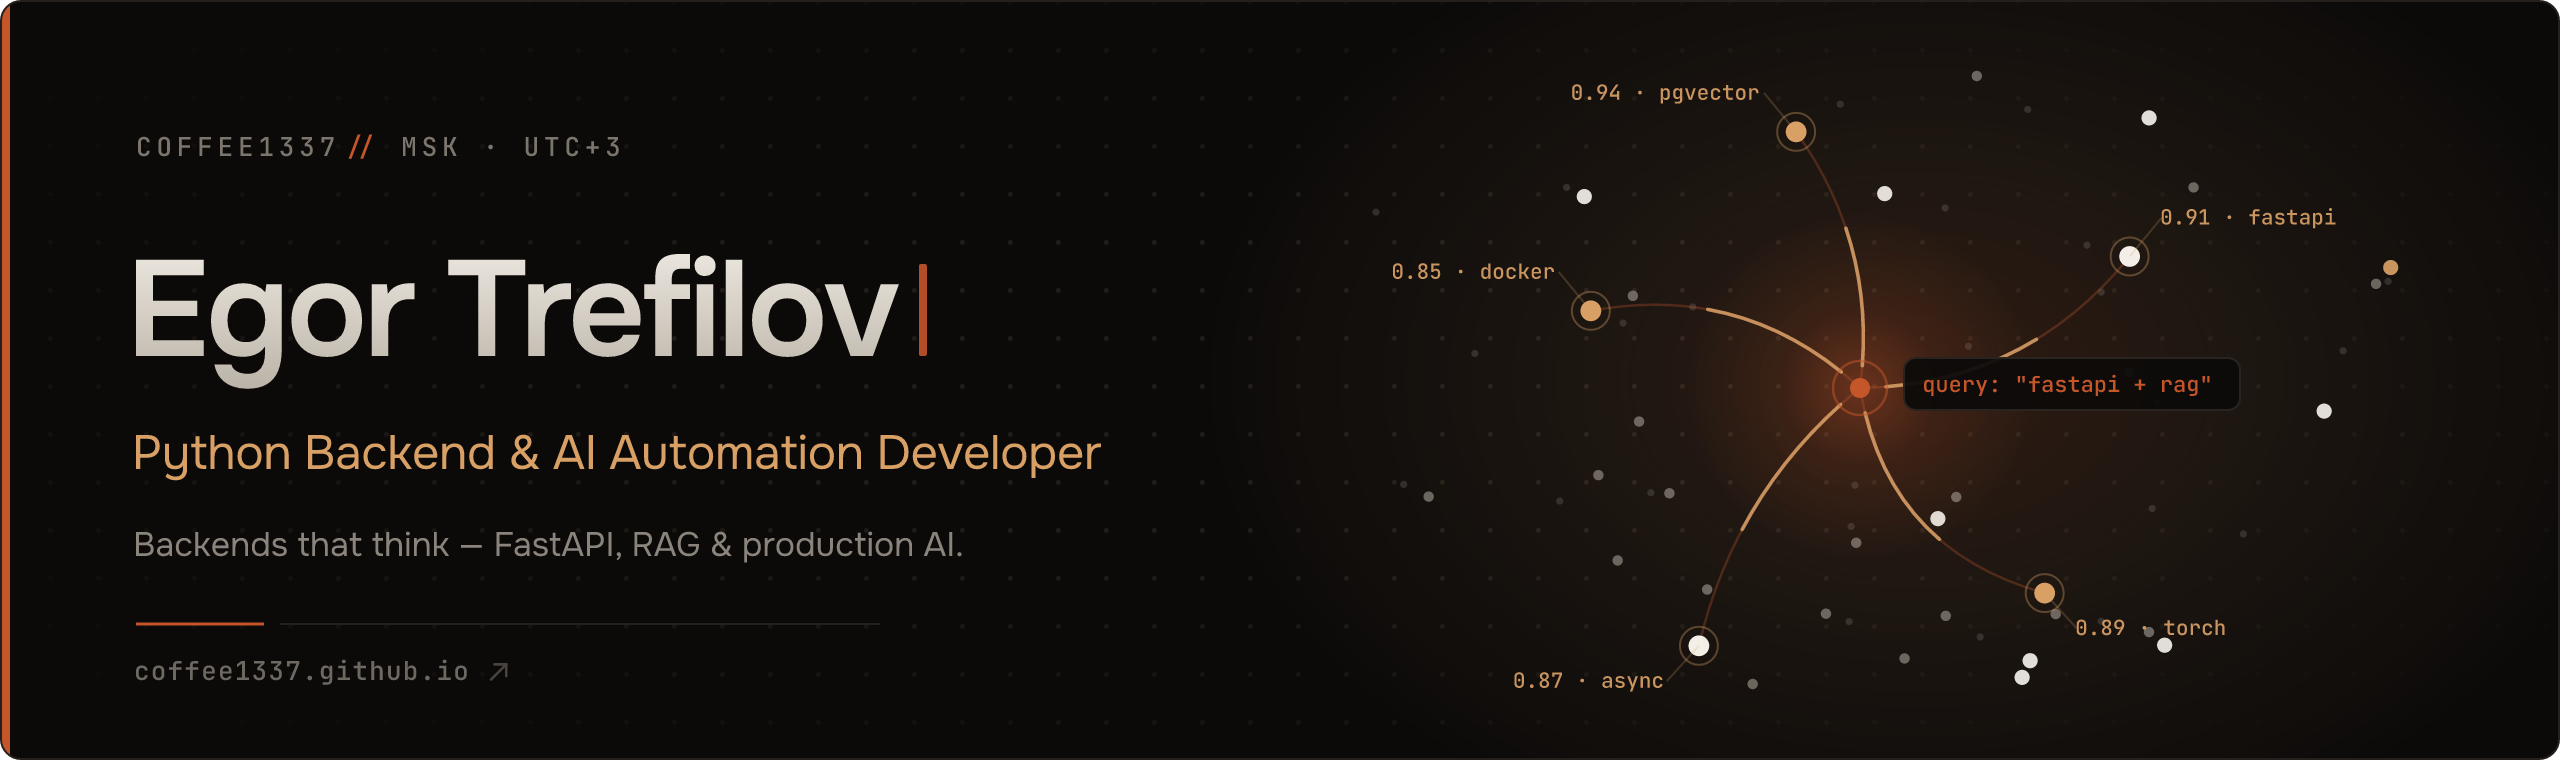 COFFEE1337 // MSK · UTC+3
Egor Trefilov
Python Backend & AI Automation Developer
Backends that think — FastAPI, RAG & production AI.
coffee1337.github.io ↗
0.94 · pgvector
0.91 · fastapi
0.85 · docker
query: "fastapi + rag"
0.89 · torch
0.87 · async